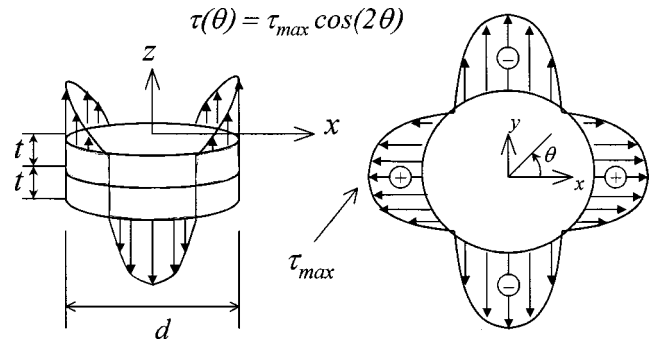 τ(θ) = τmax cos(2θ)
z
x
t
t
d
−
y
θ
x
+
+
τmax
−